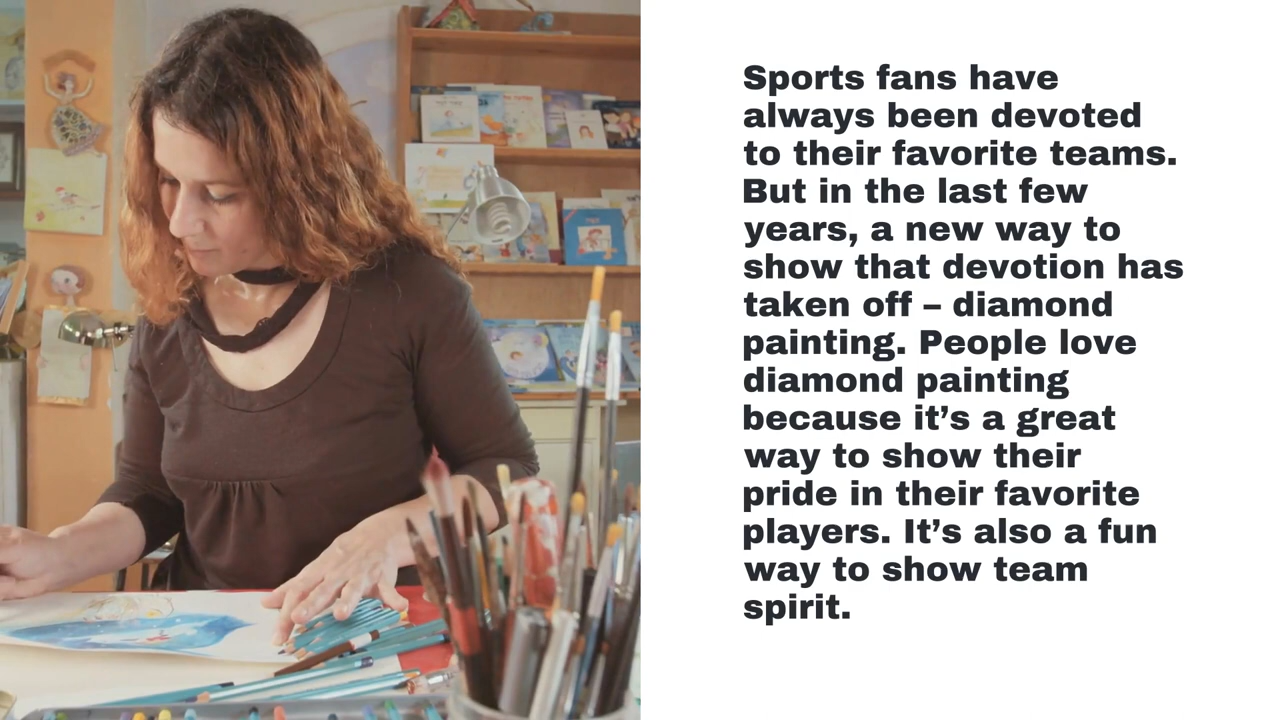 Sports fans have
always been devoted
to their favorite teams.
But in the last few
years, a new way to
show that devotion has
taken off – diamond
painting. People love
diamond painting
because it’s a great
way to show their
pride in their favorite
players. It’s also a fun
way to show team
spirit.